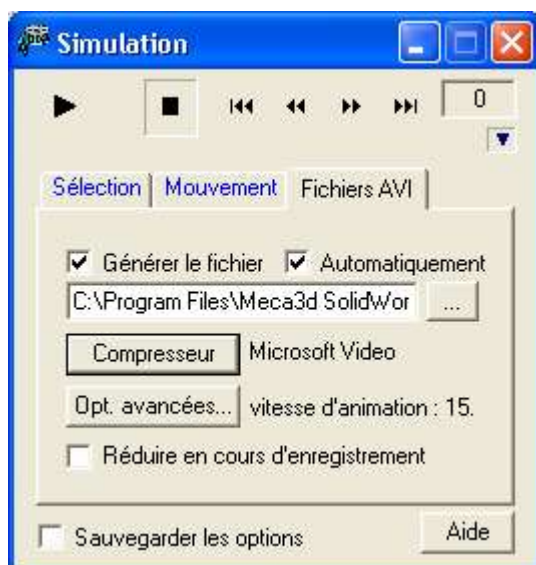 Simulation
0
Sélection Mouvement Fichiers AVI
Générer le fichier Automatiquement
C:\Program Files\Meca3d SolidWor ...
Compresseur Microsoft Video
Opt. avancées... vitesse d'animation : 15.
Réduire en cours d'enregistrement
Sauvegarder les options Aide